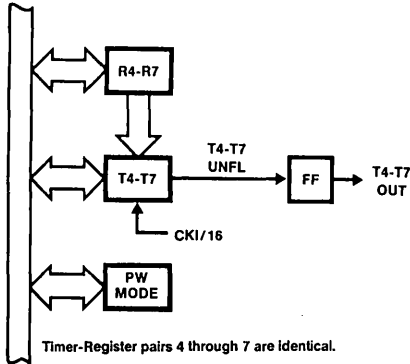 R4-R7
T4-T7
UNFL
T4-T7
FF
T4-T7
OUT
CKI/16
PW
MODE
Timer-Register pairs 4 through 7 are identical.